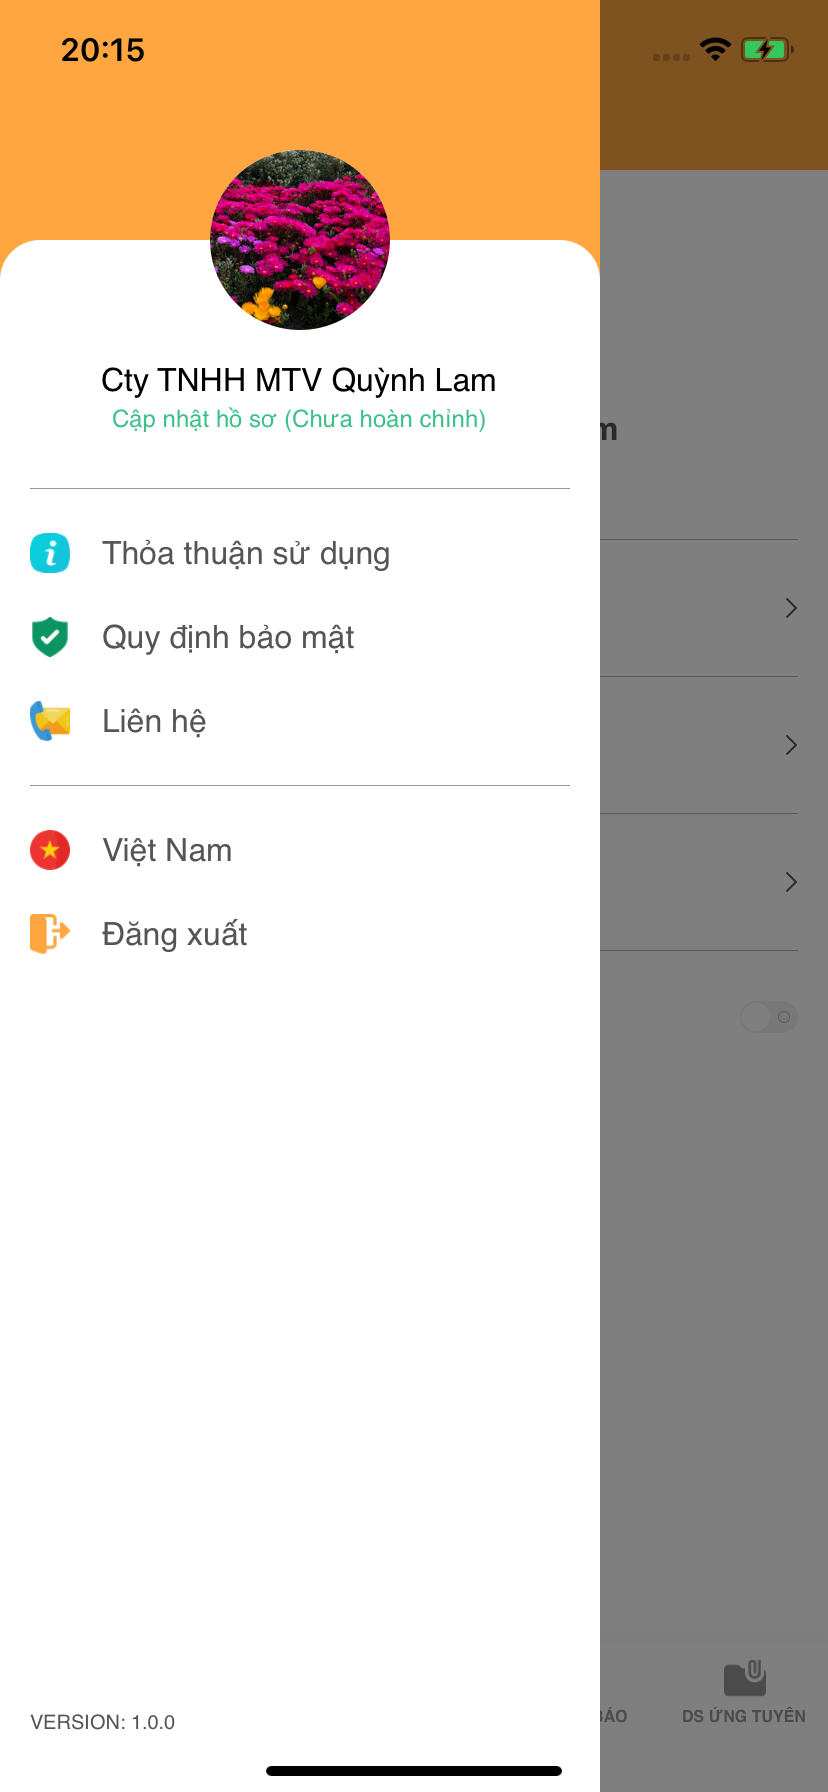 20:15
Cty TNHH MTV Quỳnh Lam
Cập nhật hồ sơ (Chưa hoàn chỉnh)
Thỏa thuận sử dụng
Quy định bảo mật
Liên hệ
Việt Nam
Đăng xuất
VERSION: 1.0.0
DS ỨNG TUYÊN